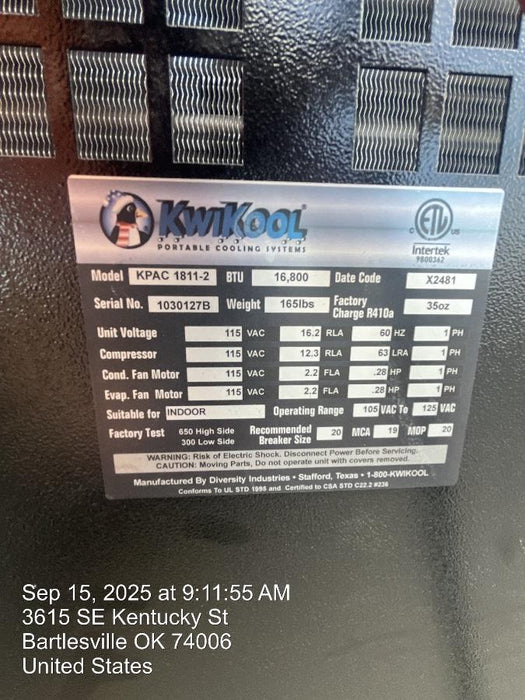 KwiKool®
PORTABLE COOLING SYSTEMS
C ETL US
Intertek
9800362
Model KPAC 1811-2 BTU 16,800 Date Code X2481
Serial No. 1030127B Weight 165lbs Factory Charge R410a 35oz
Unit Voltage 115 VAC 16.2 RLA 60 HZ 1 PH
Compressor 115 VAC 12.3 RLA 63 LRA 1 PH
Cond. Fan Motor 115 VAC 2.2 FLA .28 HP 1 PH
Evap. Fan Motor 115 VAC 2.2 FLA .28 HP 1 PH
Suitable for INDOOR Operating Range 105 VAC To 125 VAC
Factory Test 650 High Side 300 Low Side Recommended Breaker Size 20 MCA 19 MOP 20
WARNING: Risk of Electric Shock, Disconnect Power Before Servicing.
CAUTION: Moving Parts, Do not operate unit with covers removed.
Manufactured By Diversity Industries • Stafford, Texas • 1-800-KWIKOOL
Conforms To UL STD 1995 and Certified to CSA STD C22.2 #236
Sep 15, 2025 at 9:11:55 AM
3615 SE Kentucky St
Bartlesville OK 74006
United States